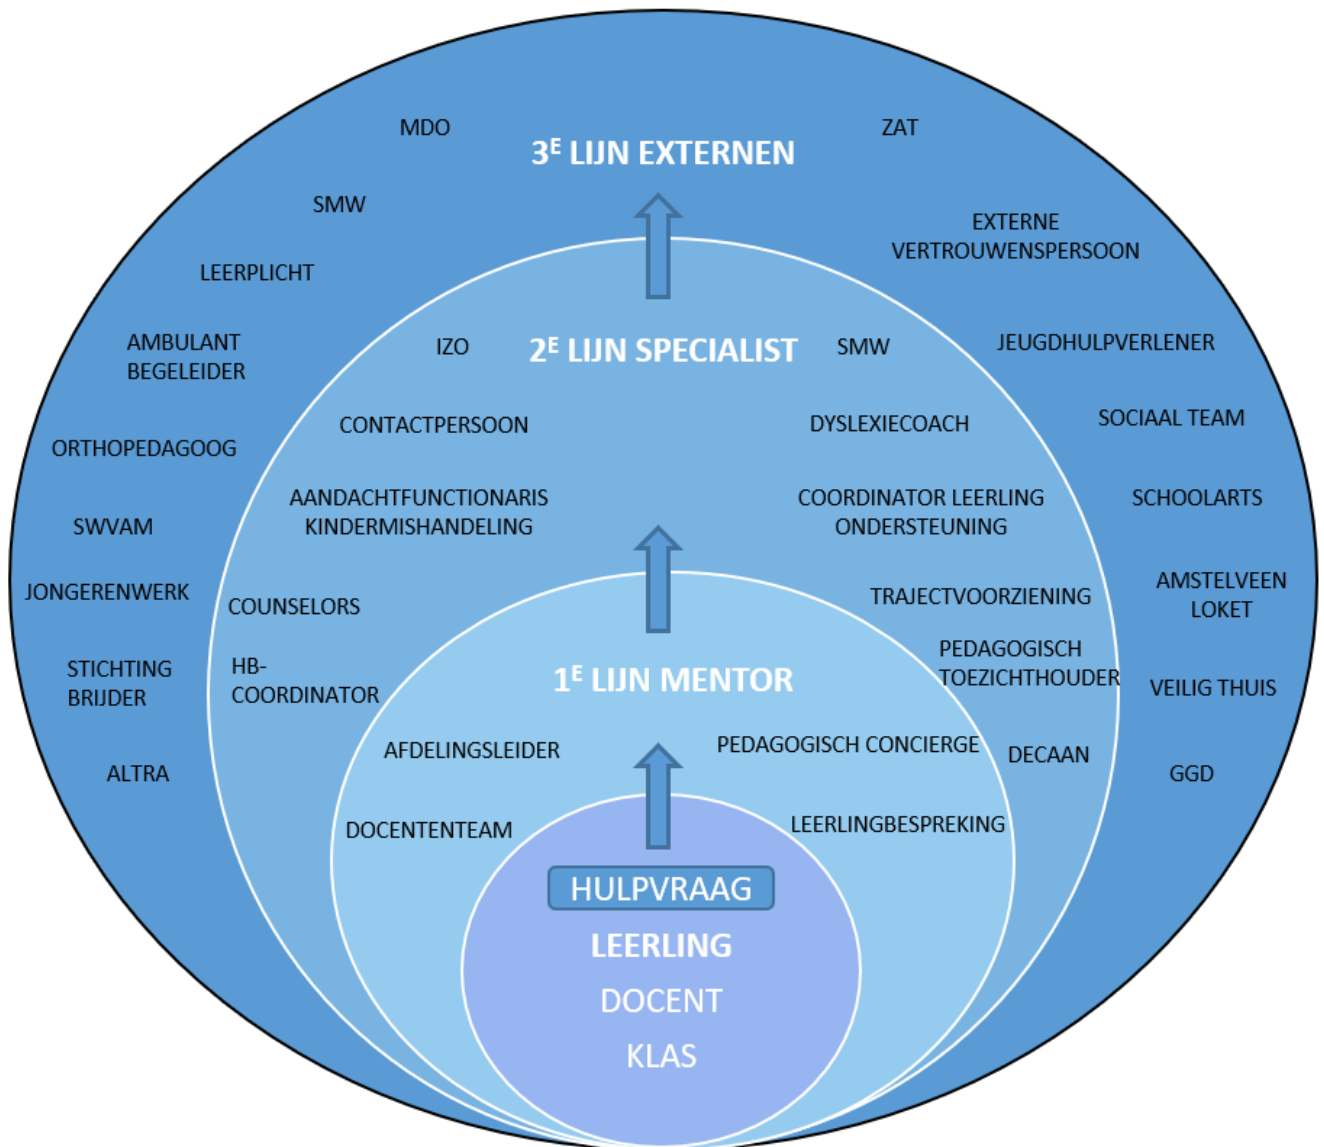 MDO
ZAT
3E LIJN EXTERNEN
SMW
EXTERNE
VERTROUWENSPERSOON
LEERPLICHT
AMBULANT
BEGELEIDER
JEUGDHULPVERLENER
ORTHOPEDAGOOG
SOCIAAL TEAM
SWVAM
SCHOOLARTS
JONGERENWERK
AMSTELVEEN
LOKET
STICHTING
BRIJDER
VEILIG THUIS
ALTRA
GGD
IZO
2E LIJN SPECIALIST
SMW
CONTACTPERSOON
DYSLEXIECOACH
AANDACHTFUNCTIONARIS
KINDERMISHANDELING
COORDINATOR LEERLING
ONDERSTEUNING
COUNSELORS
TRAJECTVOORZIENING
HB-
COORDINATOR
PEDAGOGISCH
TOEZICHTHOUDER
DECAAN
1E LIJN MENTOR
AFDELINGSLEIDER
PEDAGOGISCH CONCIERGE
DOCENTENTEAM
LEERLINGBESPREKING
HULPVRAAG
LEERLING
DOCENT
KLAS